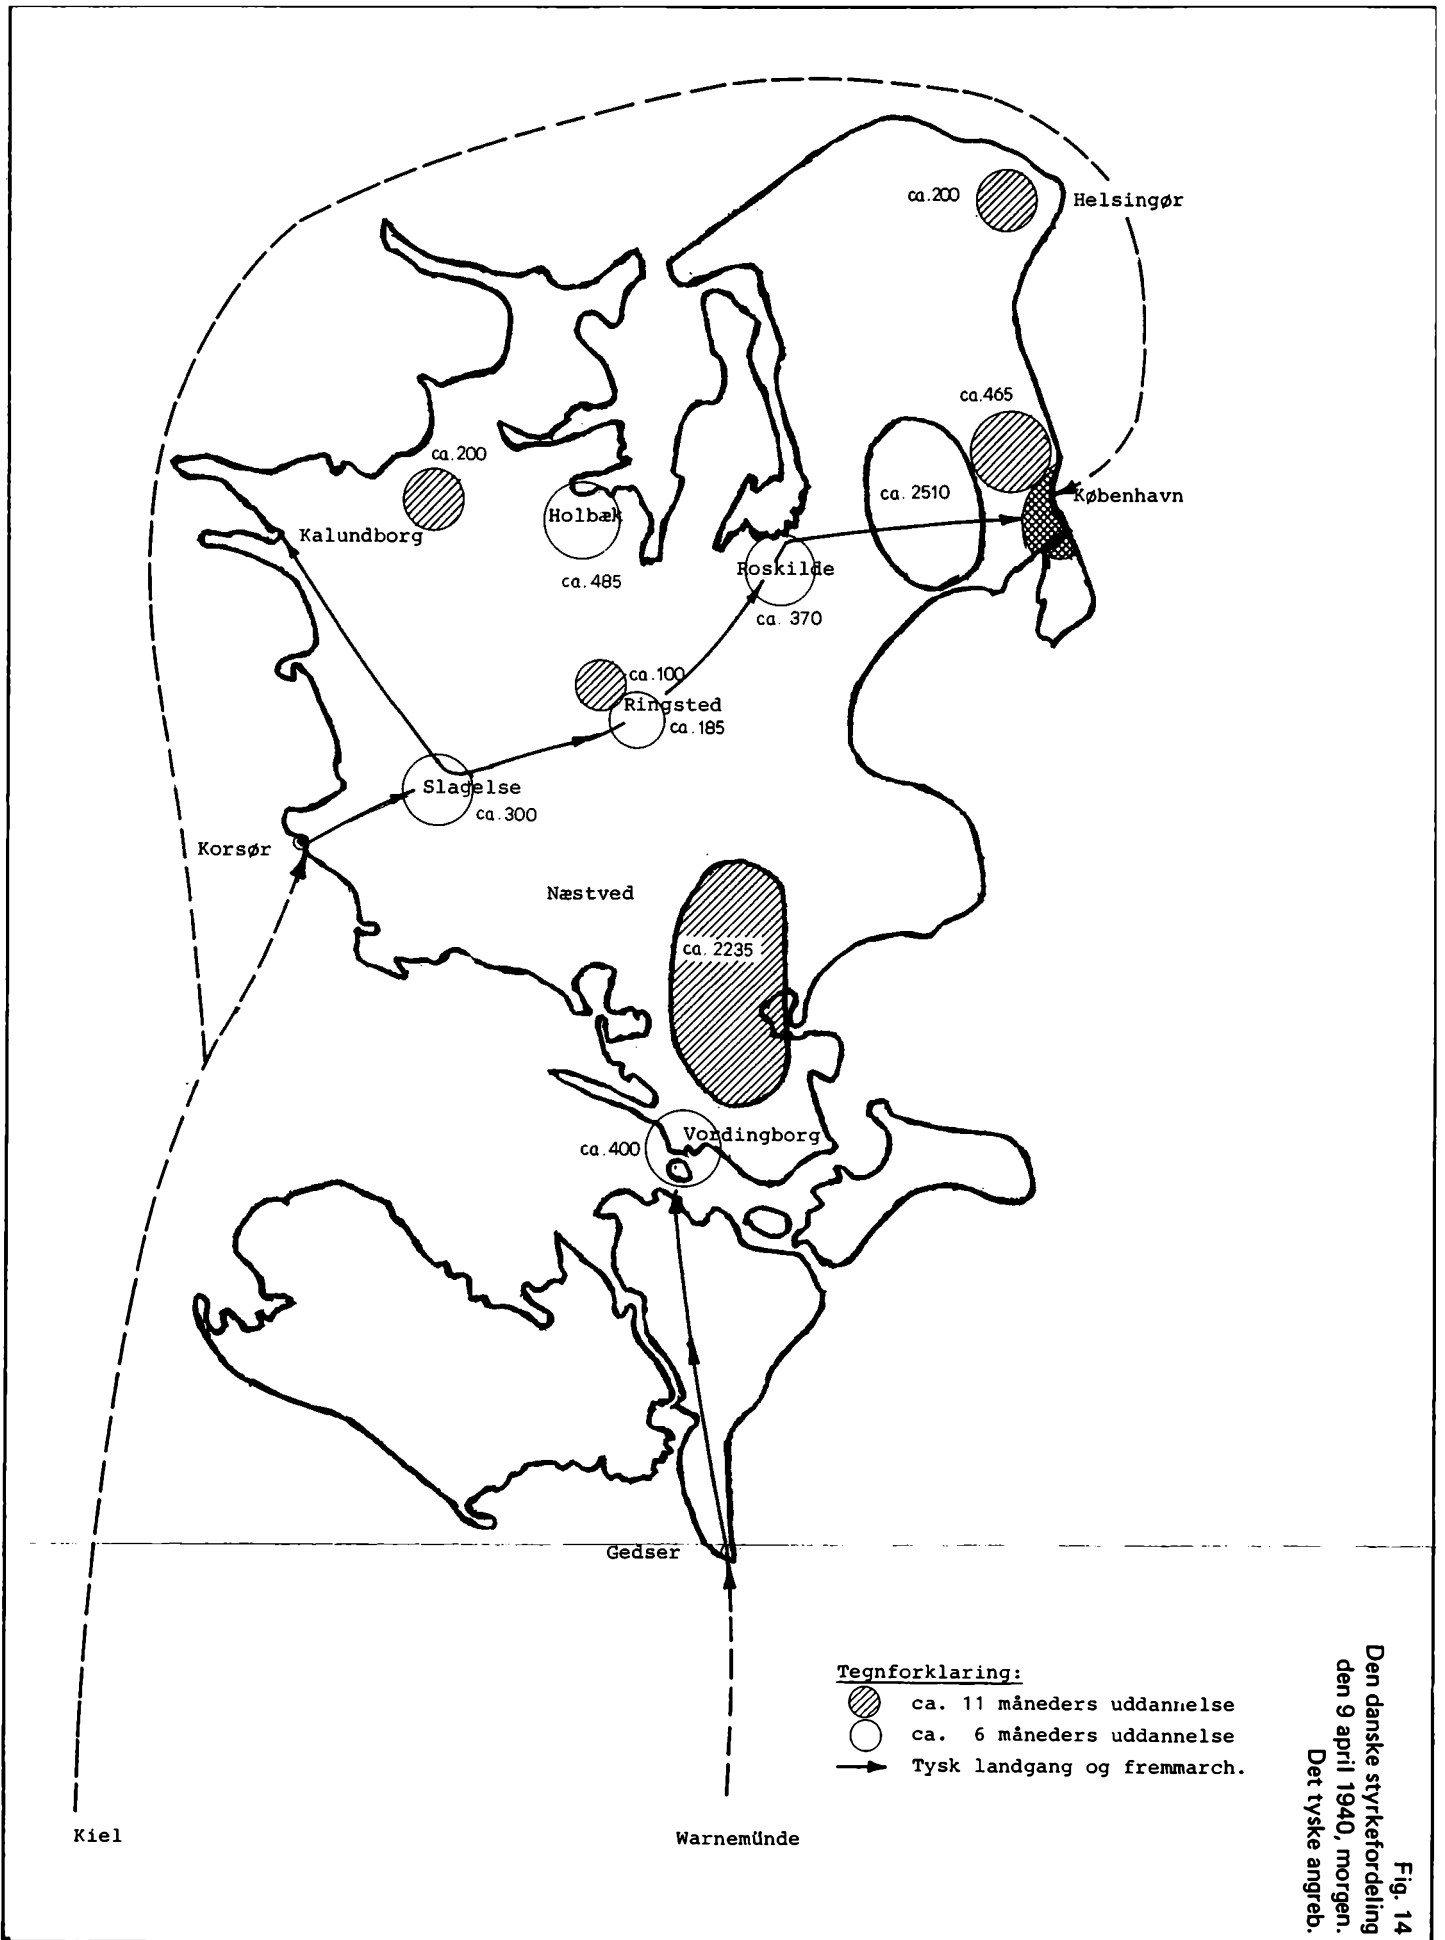 ca.200
Helsingør
ca.465
ca.200
ca.2510
København
Holbæk
Kalundborg
Roskilde
ca.485
ca.370
ca.100
Ringsted
ca.185
Slagelse
ca.300
Korsør
Næstved
ca.2235
Vordingborg
ca.400
Gedser
Tegnforklaring:
ca. 11 måneders uddannelse
ca. 6 måneders uddannelse
Tysk landgang og fremmarch.
Kiel
Warnemünde
Fig. 14
Den danske styrkefordeling
den 9 april 1940, morgen.
Det tyske angreb.